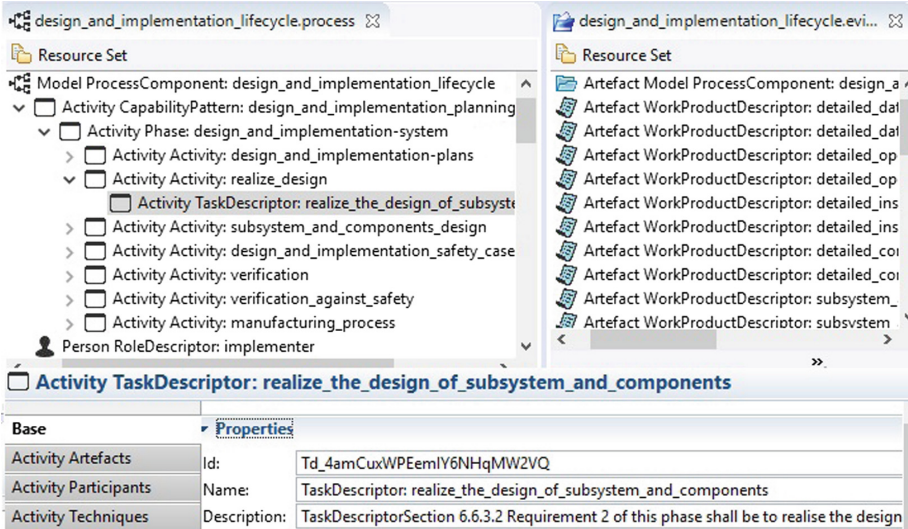 design_and_implementation_lifecycle.process
Resource Set
Model ProcessComponent: design_and_implementation_lifecycle
Activity CapabilityPattern: design_and_implementation_planning
Activity Phase: design_and_implementation-system
Activity Activity: design_and_implementation-plans
Activity Activity: realize_design
Activity TaskDescriptor: realize_the_design_of_subsyste
Activity Activity: subsystem_and_components_design
Activity Activity: design_and_implementation_safety_case
Activity Activity: verification
Activity Activity: verification_against_safety
Activity Activity: manufacturing_process
Person RoleDescriptor: implementer
design_and_implementation_lifecycle.evi...
Resource Set
Artefact Model ProcessComponent: design_a
Artefact WorkProductDescriptor: detailed_dat
Artefact WorkProductDescriptor: detailed_dat
Artefact WorkProductDescriptor: detailed_op
Artefact WorkProductDescriptor: detailed_op
Artefact WorkProductDescriptor: detailed_ins
Artefact WorkProductDescriptor: detailed_ins
Artefact WorkProductDescriptor: detailed_cor
Artefact WorkProductDescriptor: detailed_cor
Artefact WorkProductDescriptor: subsystem_
Artefact WorkProductDescriptor: subsystem
Activity TaskDescriptor: realize_the_design_of_subsystem_and_components
Base
Activity Artefacts
Activity Participants
Activity Techniques
Properties
Id: Td_4amCuxWPEemIY6NHqMW2VQ
Name: TaskDescriptor: realize_the_design_of_subsystem_and_components
Description: TaskDescriptorSection 6.6.3.2 Requirement 2 of this phase shall be to realise the design